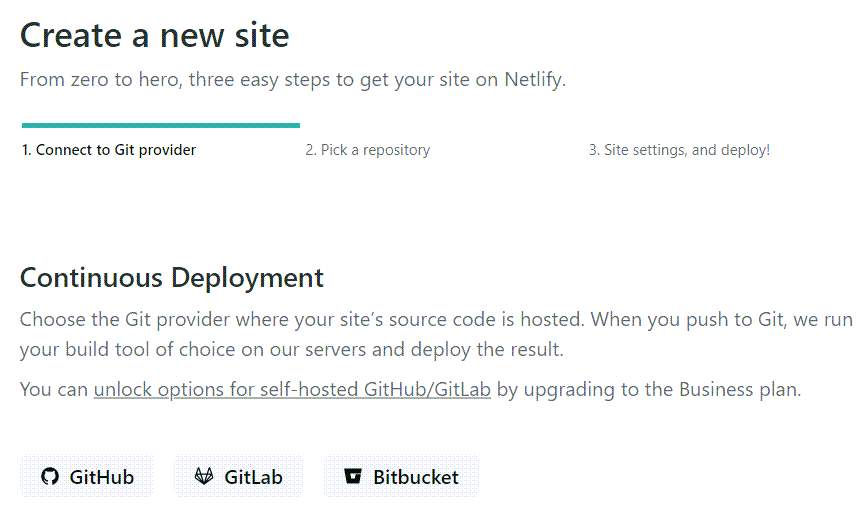 Create a new site
From zero to hero, three easy steps to get your site on Netlify.
1. Connect to Git provider
2. Pick a repository
3. Site settings, and deploy!
Continuous Deployment
Choose the Git provider where your site’s source code is hosted. When you push to Git, we run
your build tool of choice on our servers and deploy the result.
You can unlock options for self-hosted GitHub/GitLab by upgrading to the Business plan.
GitHub
GitLab
Bitbucket